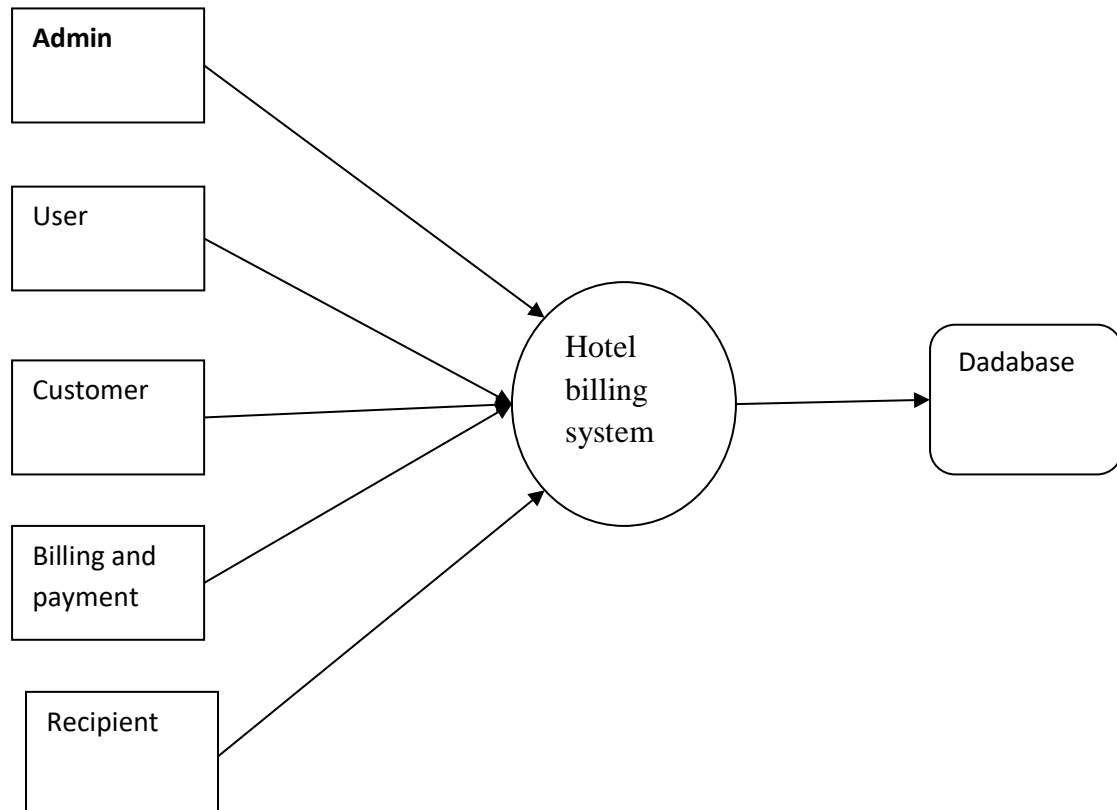 Admin
User
Customer
Billing and
payment
Recipient
Hotel
billing
system
Dadabase